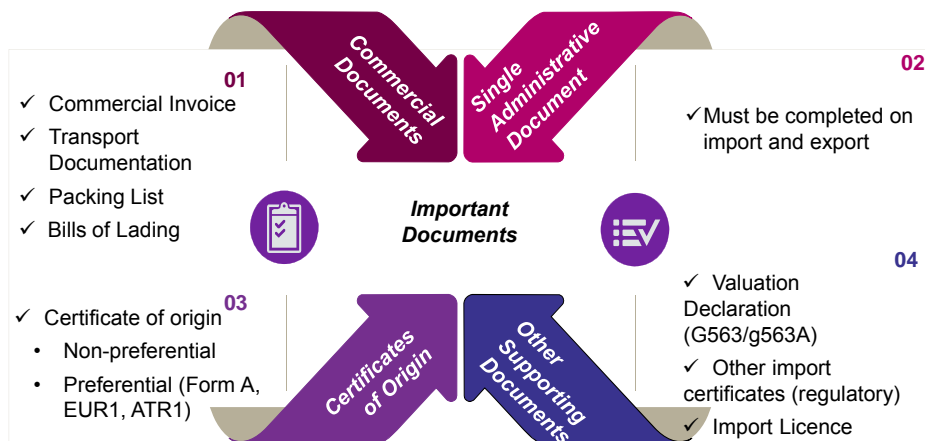 01
✓ Commercial Invoice
✓ Transport
Documentation
✓ Packing List
✓ Bills of Lading
Commercial
Documents
Single
Administrative
Document
02
✓Must be completed on
import and export
Important
Documents
03
✓ Certificate of origin
• Non-preferential
• Preferential (Form A,
EUR1, ATR1)
Certificates
of Origin
Other
Supporting
Documents
04
✓ Valuation
Declaration
(G563/g563A)
✓ Other import
certificates (regulatory)
✓ Import Licence